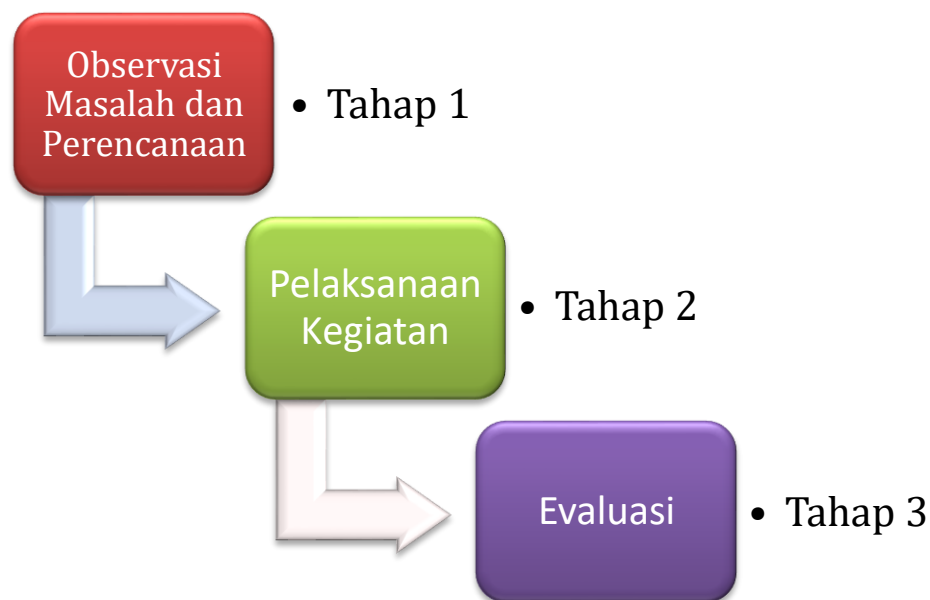 Observasi
Masalah dan
Perencanaan
• Tahap 1
Pelaksanaan
Kegiatan
• Tahap 2
Evaluasi
• Tahap 3